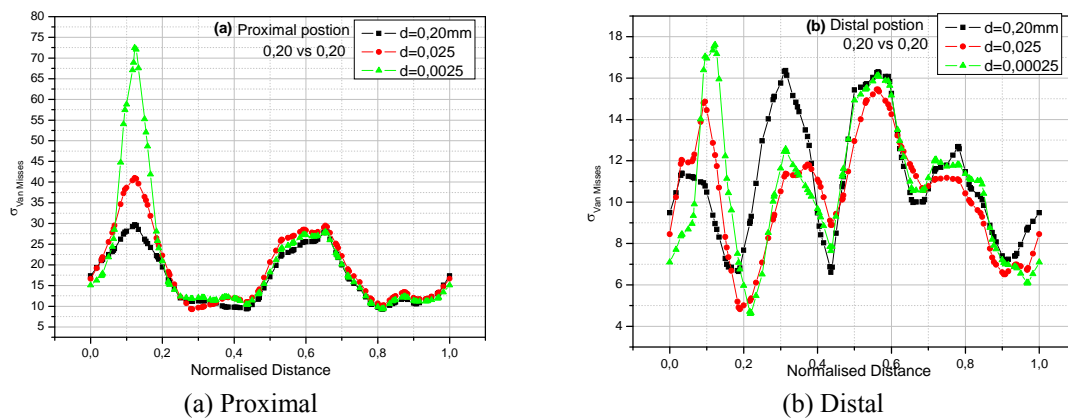 (a) Proximal postion
0,20 vs 0,20
d=0,20mm
d=0,025
d=0,0025
80
75
70
65
60
55
50
45
40
35
30
25
20
15
10
5
σVan Misses
0,0 0,2 0,4 0,6 0,8 1,0
Normalised Distance
(a) Proximal
(b) Distal postion
0,20 vs 0,20
d=0,20mm
d=0,025
d=0,00025
18
16
14
12
10
8
6
4
σVan Misses
0,0 0,2 0,4 0,6 0,8 1,0
Normalised Distance
(b) Distal